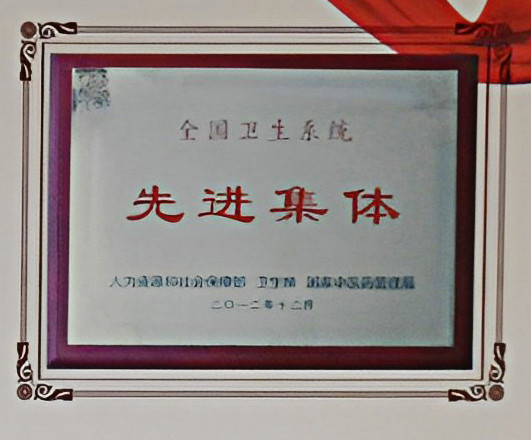 全国卫生系统
先进集体
人力资源和社会保障部 卫生部 国家中医药管理局
二〇一二年十二月